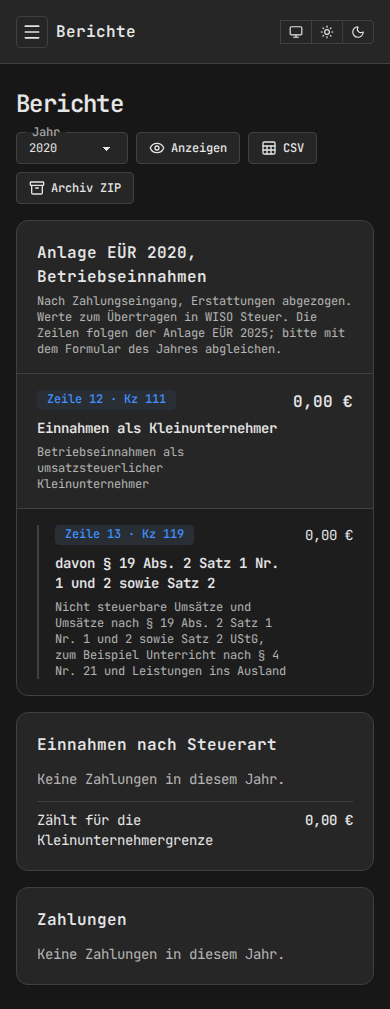 Berichte
Berichte
Jahr
2020
Anzeigen
CSV
Archiv ZIP
Anlage EÜR 2020,
Betriebseinnahmen
Nach Zahlungseingang, Erstattungen abgezogen.
Werte zum Übertragen in WISO Steuer. Die
Zeilen folgen der Anlage EÜR 2025; bitte mit
dem Formular des Jahres abgleichen.
Zeile 12 · Kz 111
0,00 €
Einnahmen als Kleinunternehmer
Betriebseinnahmen als
umsatzsteuerlicher
Kleinunternehmer
Zeile 13 · Kz 119
0,00 €
davon § 19 Abs. 2 Satz 1 Nr.
1 und 2 sowie Satz 2
Nicht steuerbare Umsätze und
Umsätze nach § 19 Abs. 2 Satz 1
Nr. 1 und 2 sowie Satz 2 UStG,
zum Beispiel Unterricht nach § 4
Nr. 21 und Leistungen ins Ausland
Einnahmen nach Steuerart
Keine Zahlungen in diesem Jahr.
Zählt für die
Kleinunternehmergrenze
0,00 €
Zahlungen
Keine Zahlungen in diesem Jahr.